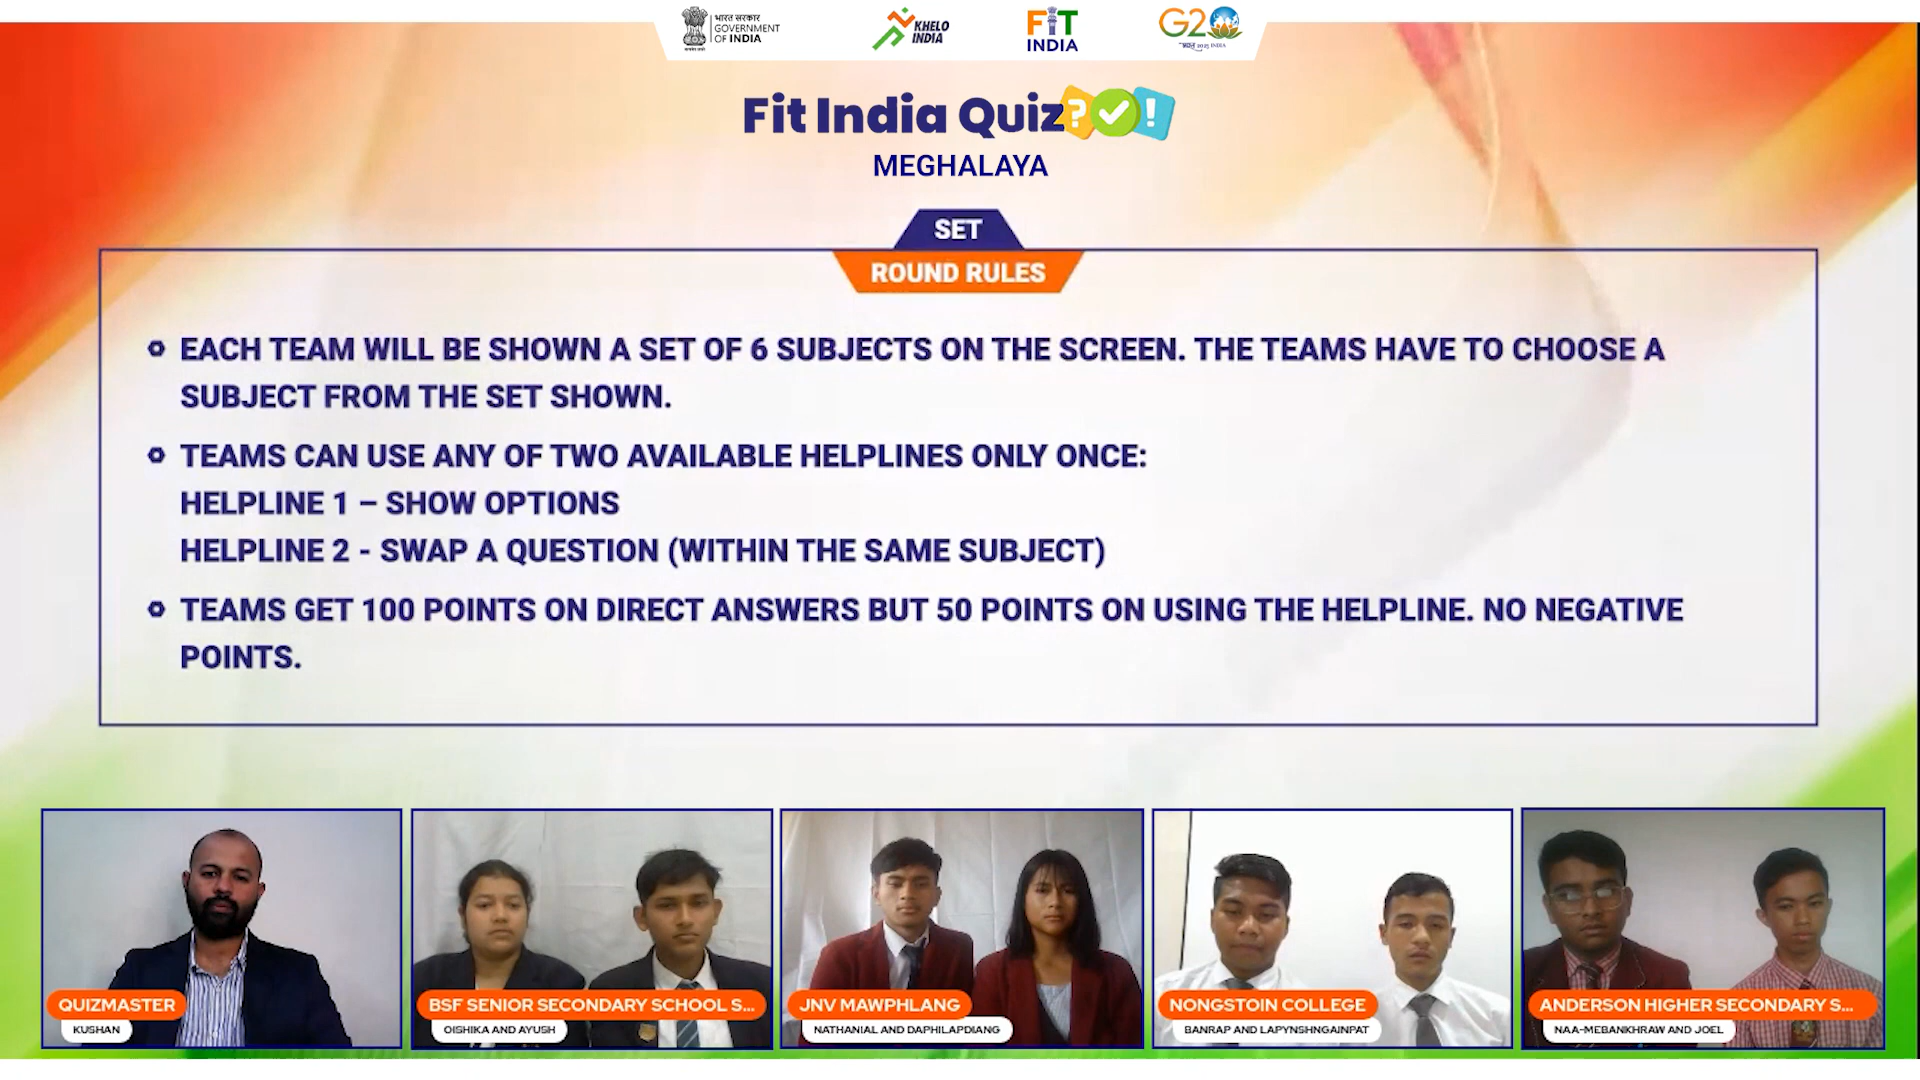 भारत सरकार
GOVERNMENT
OF INDIA
KHELO
INDIA
FIT
INDIA
G20
Fit India Quiz?!
MEGHALAYA
SET
ROUND RULES
EACH TEAM WILL BE SHOWN A SET OF 6 SUBJECTS ON THE SCREEN. THE TEAMS HAVE TO CHOOSE A
SUBJECT FROM THE SET SHOWN.
TEAMS CAN USE ANY OF TWO AVAILABLE HELPLINES ONLY ONCE:
HELPLINE 1 – SHOW OPTIONS
HELPLINE 2 - SWAP A QUESTION (WITHIN THE SAME SUBJECT)
TEAMS GET 100 POINTS ON DIRECT ANSWERS BUT 50 POINTS ON USING THE HELPLINE. NO NEGATIVE
POINTS.
QUIZMASTER
KUSHAN
BSF SENIOR SECONDARY SCHOOL S...
OISHIKA AND AYUSH
JNV MAWPHLANG
NATHANIAL AND DAPHILAPDIANG
NONGSTOIN COLLEGE
BANRAP AND LAPYNSHNGAINPAT
ANDERSON HIGHER SECONDARY S...
NAA-MEBANKHRAW AND JOEL